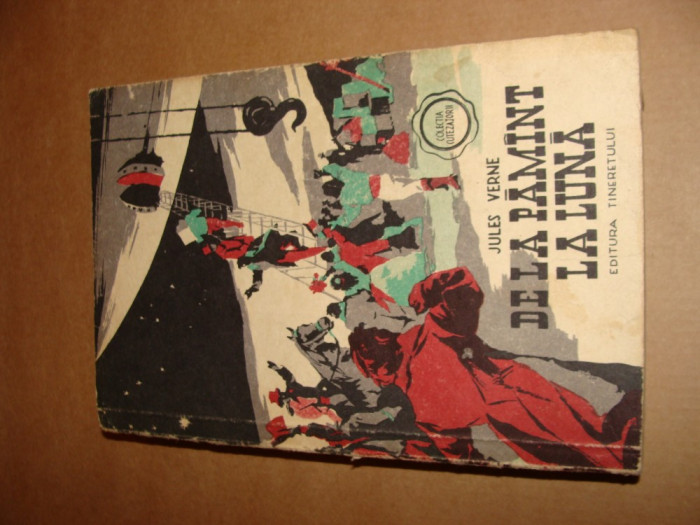 COLECȚIA
CUTEZĂTORII
JULES VERNE
DE LA PĂMÎNT
LA LUNĂ
EDITURA TINERETULUI